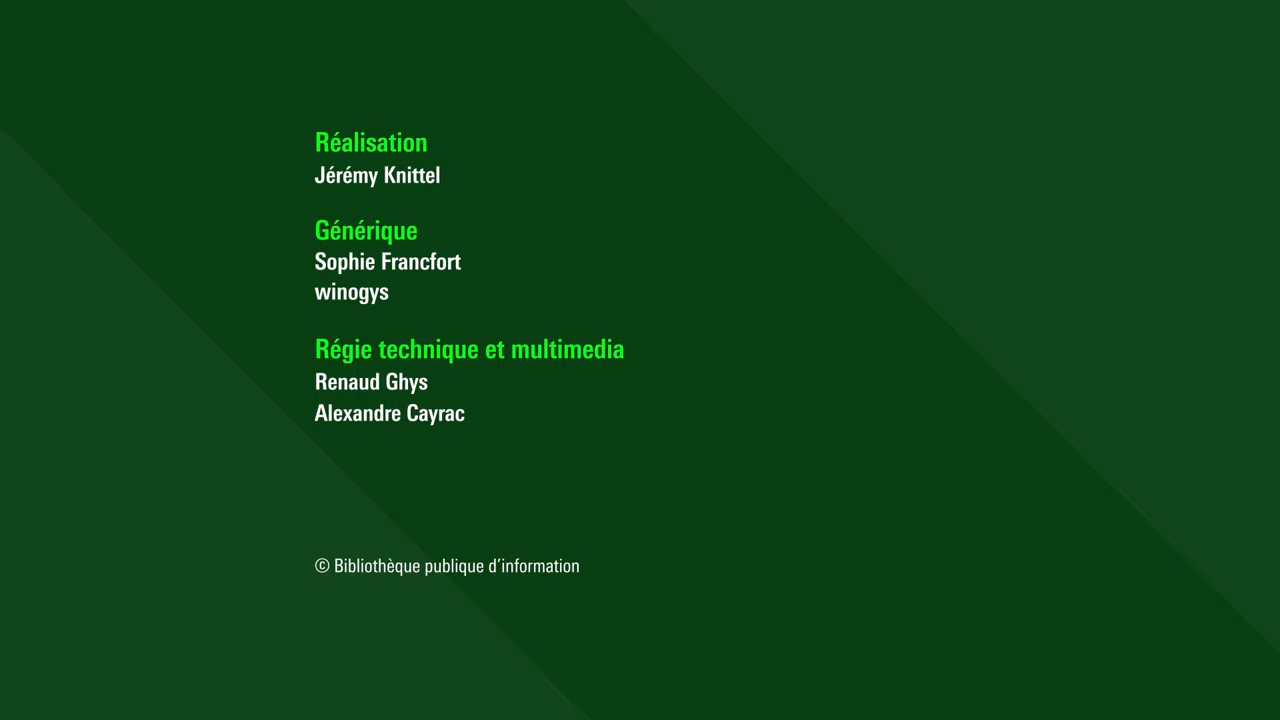 Réalisation
Jérémy Knittel
Générique
Sophie Francfort
winogys
Régie technique et multimedia
Renaud Ghys
Alexandre Cayrac
© Bibliothèque publique d'information